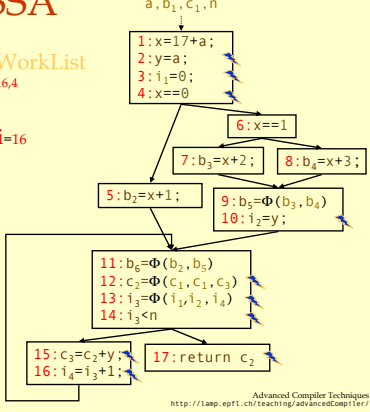 SSA
a,b₁,c₁,n
WorkList
16,4
i=16
1:x=17+a;
2:y=a;
3:i₁=0;
4:x==0
6:x==1
7:b₃=x+2;
8:b₄=x+3;
5:b₂=x+1;
9:b₅=Φ(b₃,b₄)
10:i₂=y;
11:b₆=Φ(b₂,b₅)
12:c₂=Φ(c₁,c₁,c₃)
13:i₃=Φ(i₁,i₂,i₄)
14:i₃<n
15:c₃=c₂+y;
16:i₄=i₃+1;
17:return c₂
Advanced Compiler Techniques
http://lamp.epfl.ch/teaching/advancedCompiler/